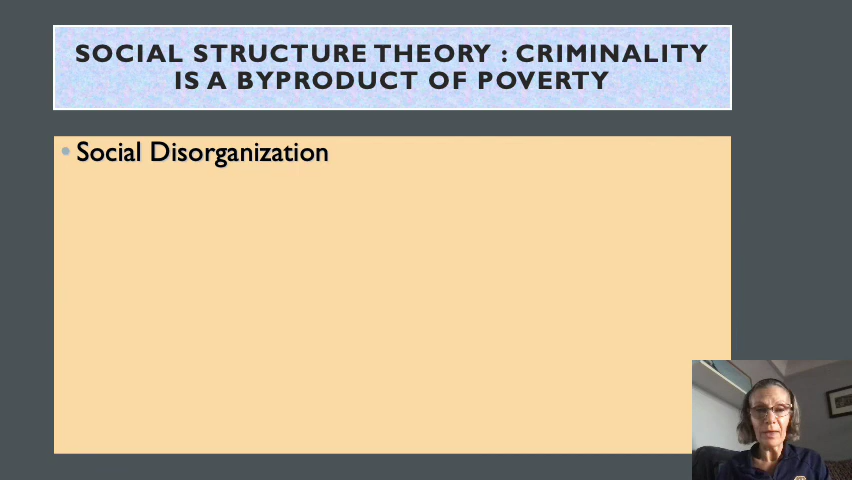 SOCIAL STRUCTURE THEORY : CRIMINALITY
IS A BYPRODUCT OF POVERTY
• Social Disorganization